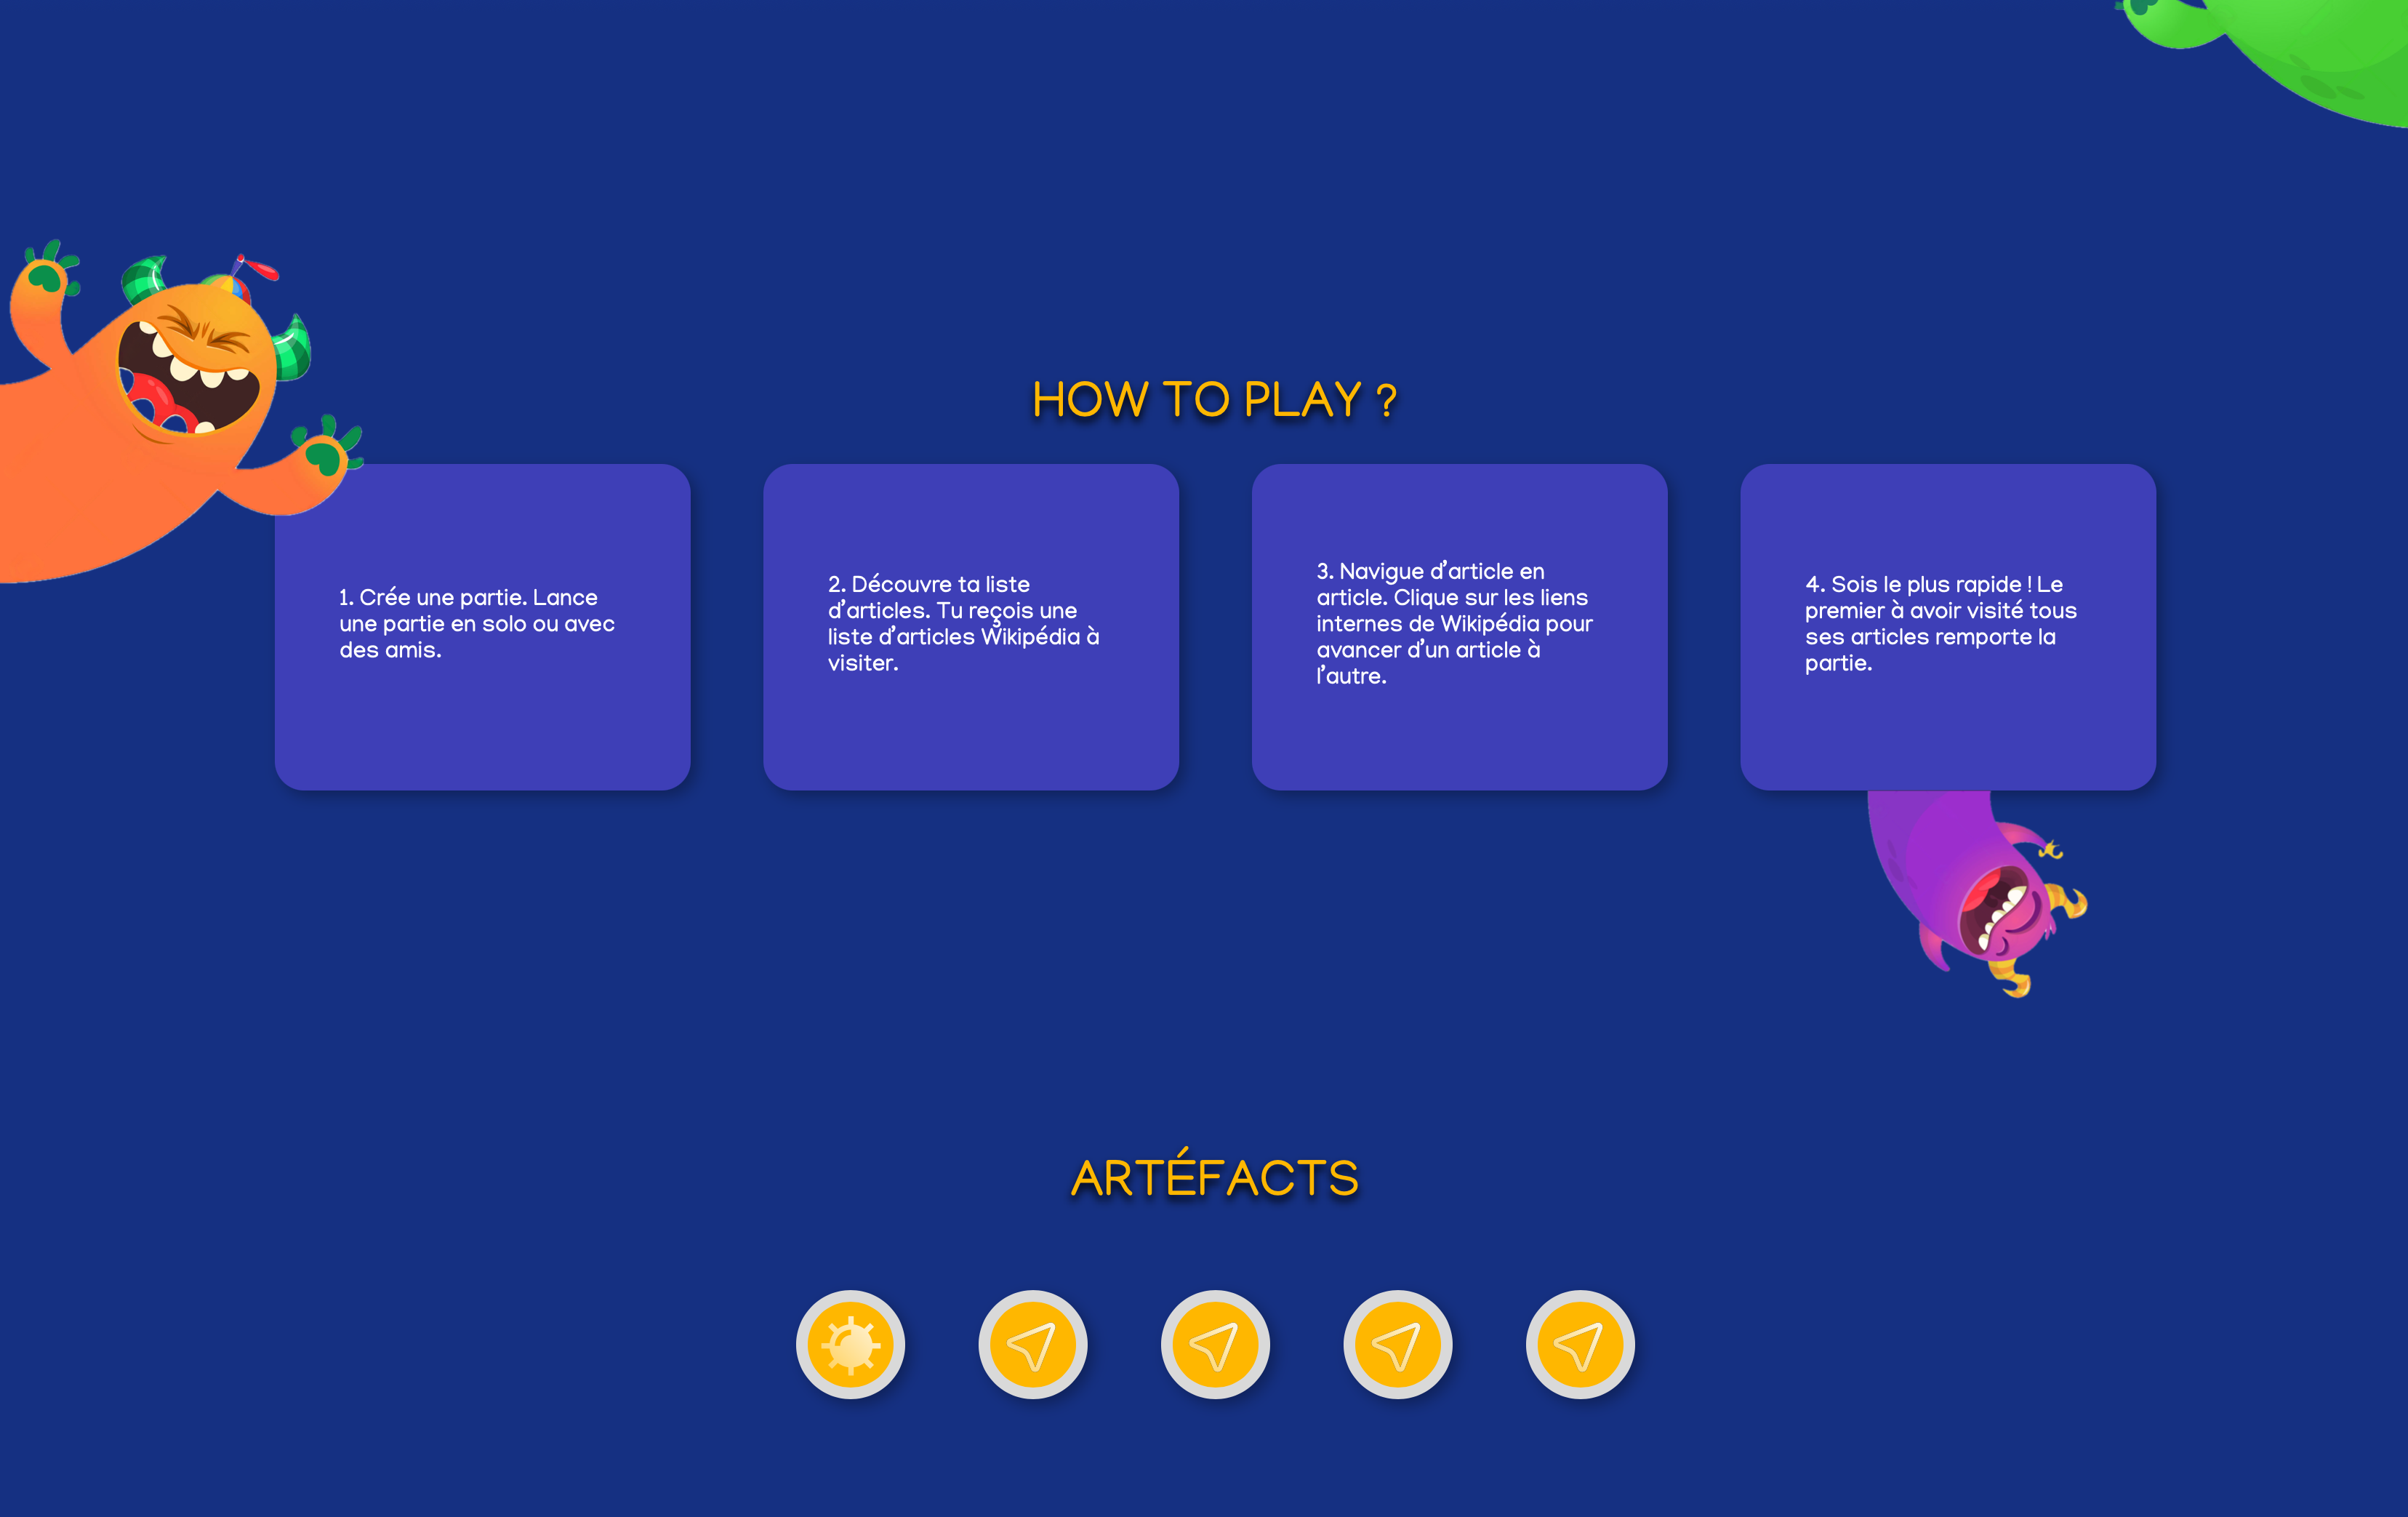 HOW TO PLAY ?
1. Crée une partie. Lance
une partie en solo ou avec
des amis.
2. Découvre ta liste
d’articles. Tu reçois une
liste d’articles Wikipédia à
visiter.
3. Navigue d’article en
article. Clique sur les liens
internes de Wikipédia pour
avancer d’un article à
l’autre.
4. Sois le plus rapide ! Le
premier à avoir visité tous
ses articles remporte la
partie.
ARTÉFACTS